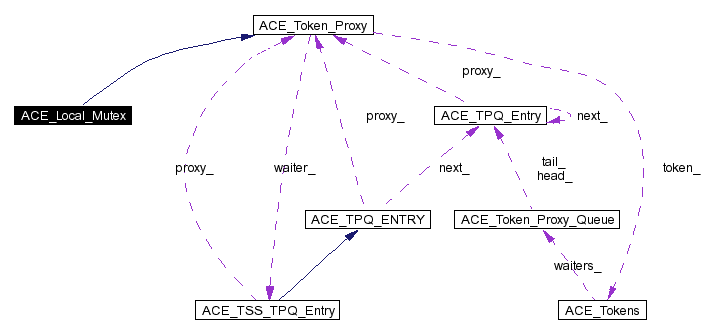 ACE_Token_Proxy
proxy_
ACE_Local_Mutex
proxy_
ACE_TPQ_Entry
next_
proxy_
waiter_
next_
tail_
head_
token_
ACE_TPQ_ENTRY
ACE_Token_Proxy_Queue
waiters_
ACE_TSS_TPQ_Entry
ACE_Tokens